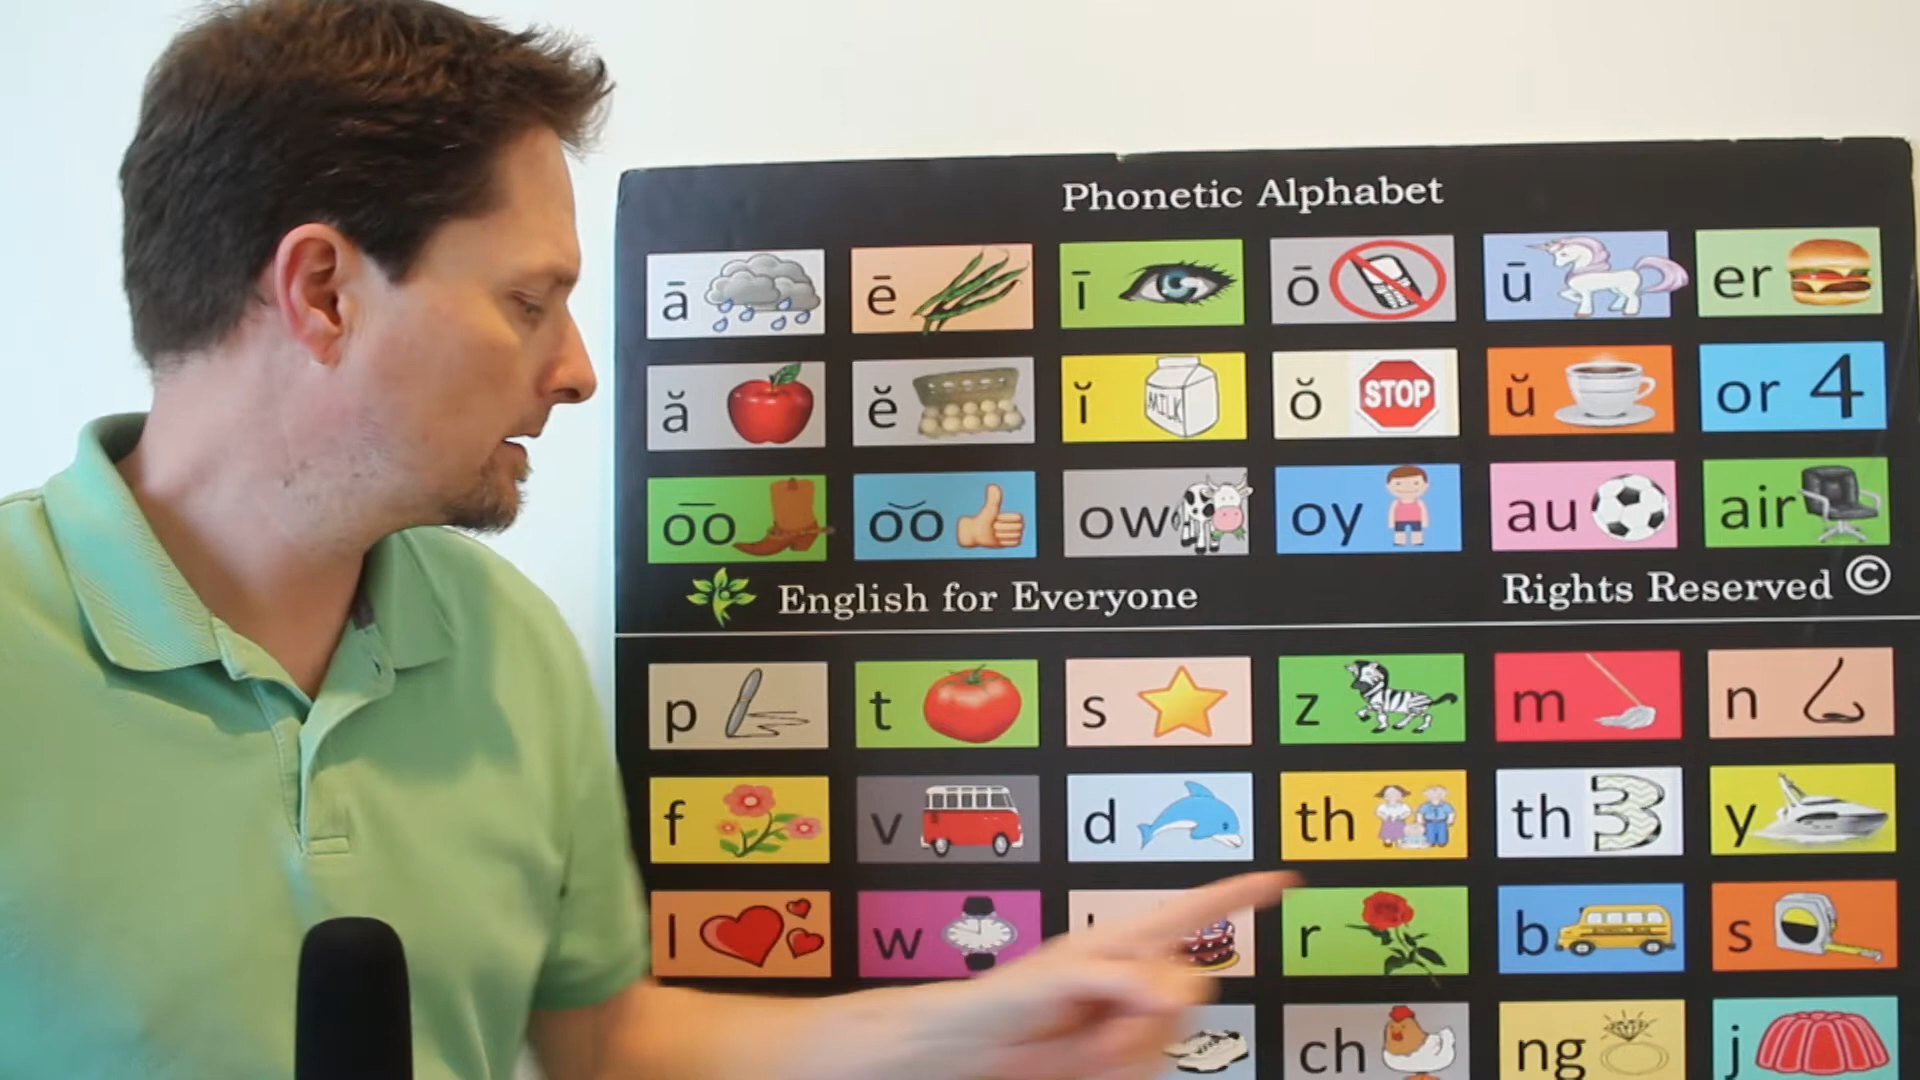 Phonetic Alphabet
ā ē ī ō ū er
ă ĕ MILK ĭ ŏ STOP ŭ or 4
o͞o o͝o ow oy au air
English for Everyone Rights Reserved ©
p t s z m n
f v d th th 3 y
l w r b s
ch ng j